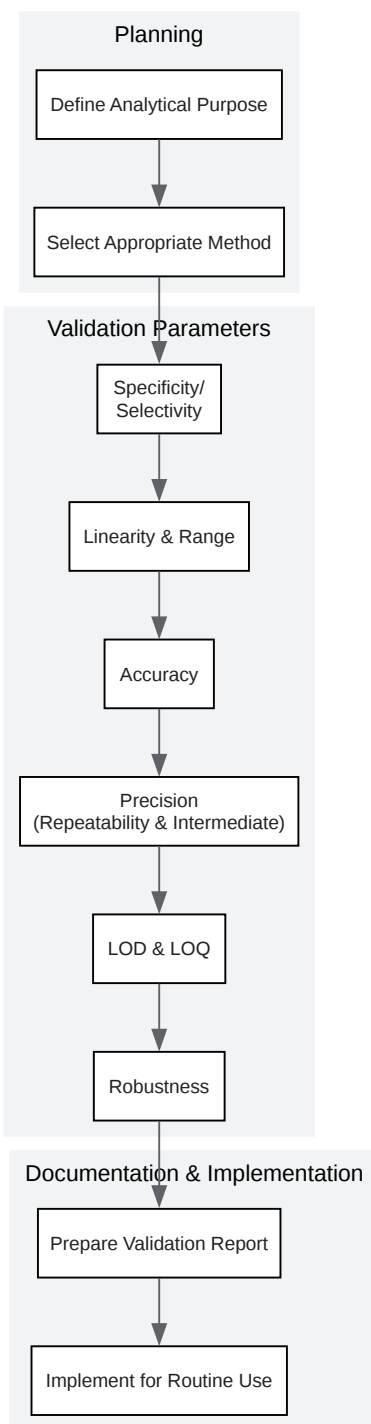 Planning
Define Analytical Purpose
Select Appropriate Method
Validation Parameters
Specificity/
Selectivity
Linearity & Range
Accuracy
Precision
(Repeatability & Intermediate)
LOD & LOQ
Robustness
Documentation & Implementation
Prepare Validation Report
Implement for Routine Use